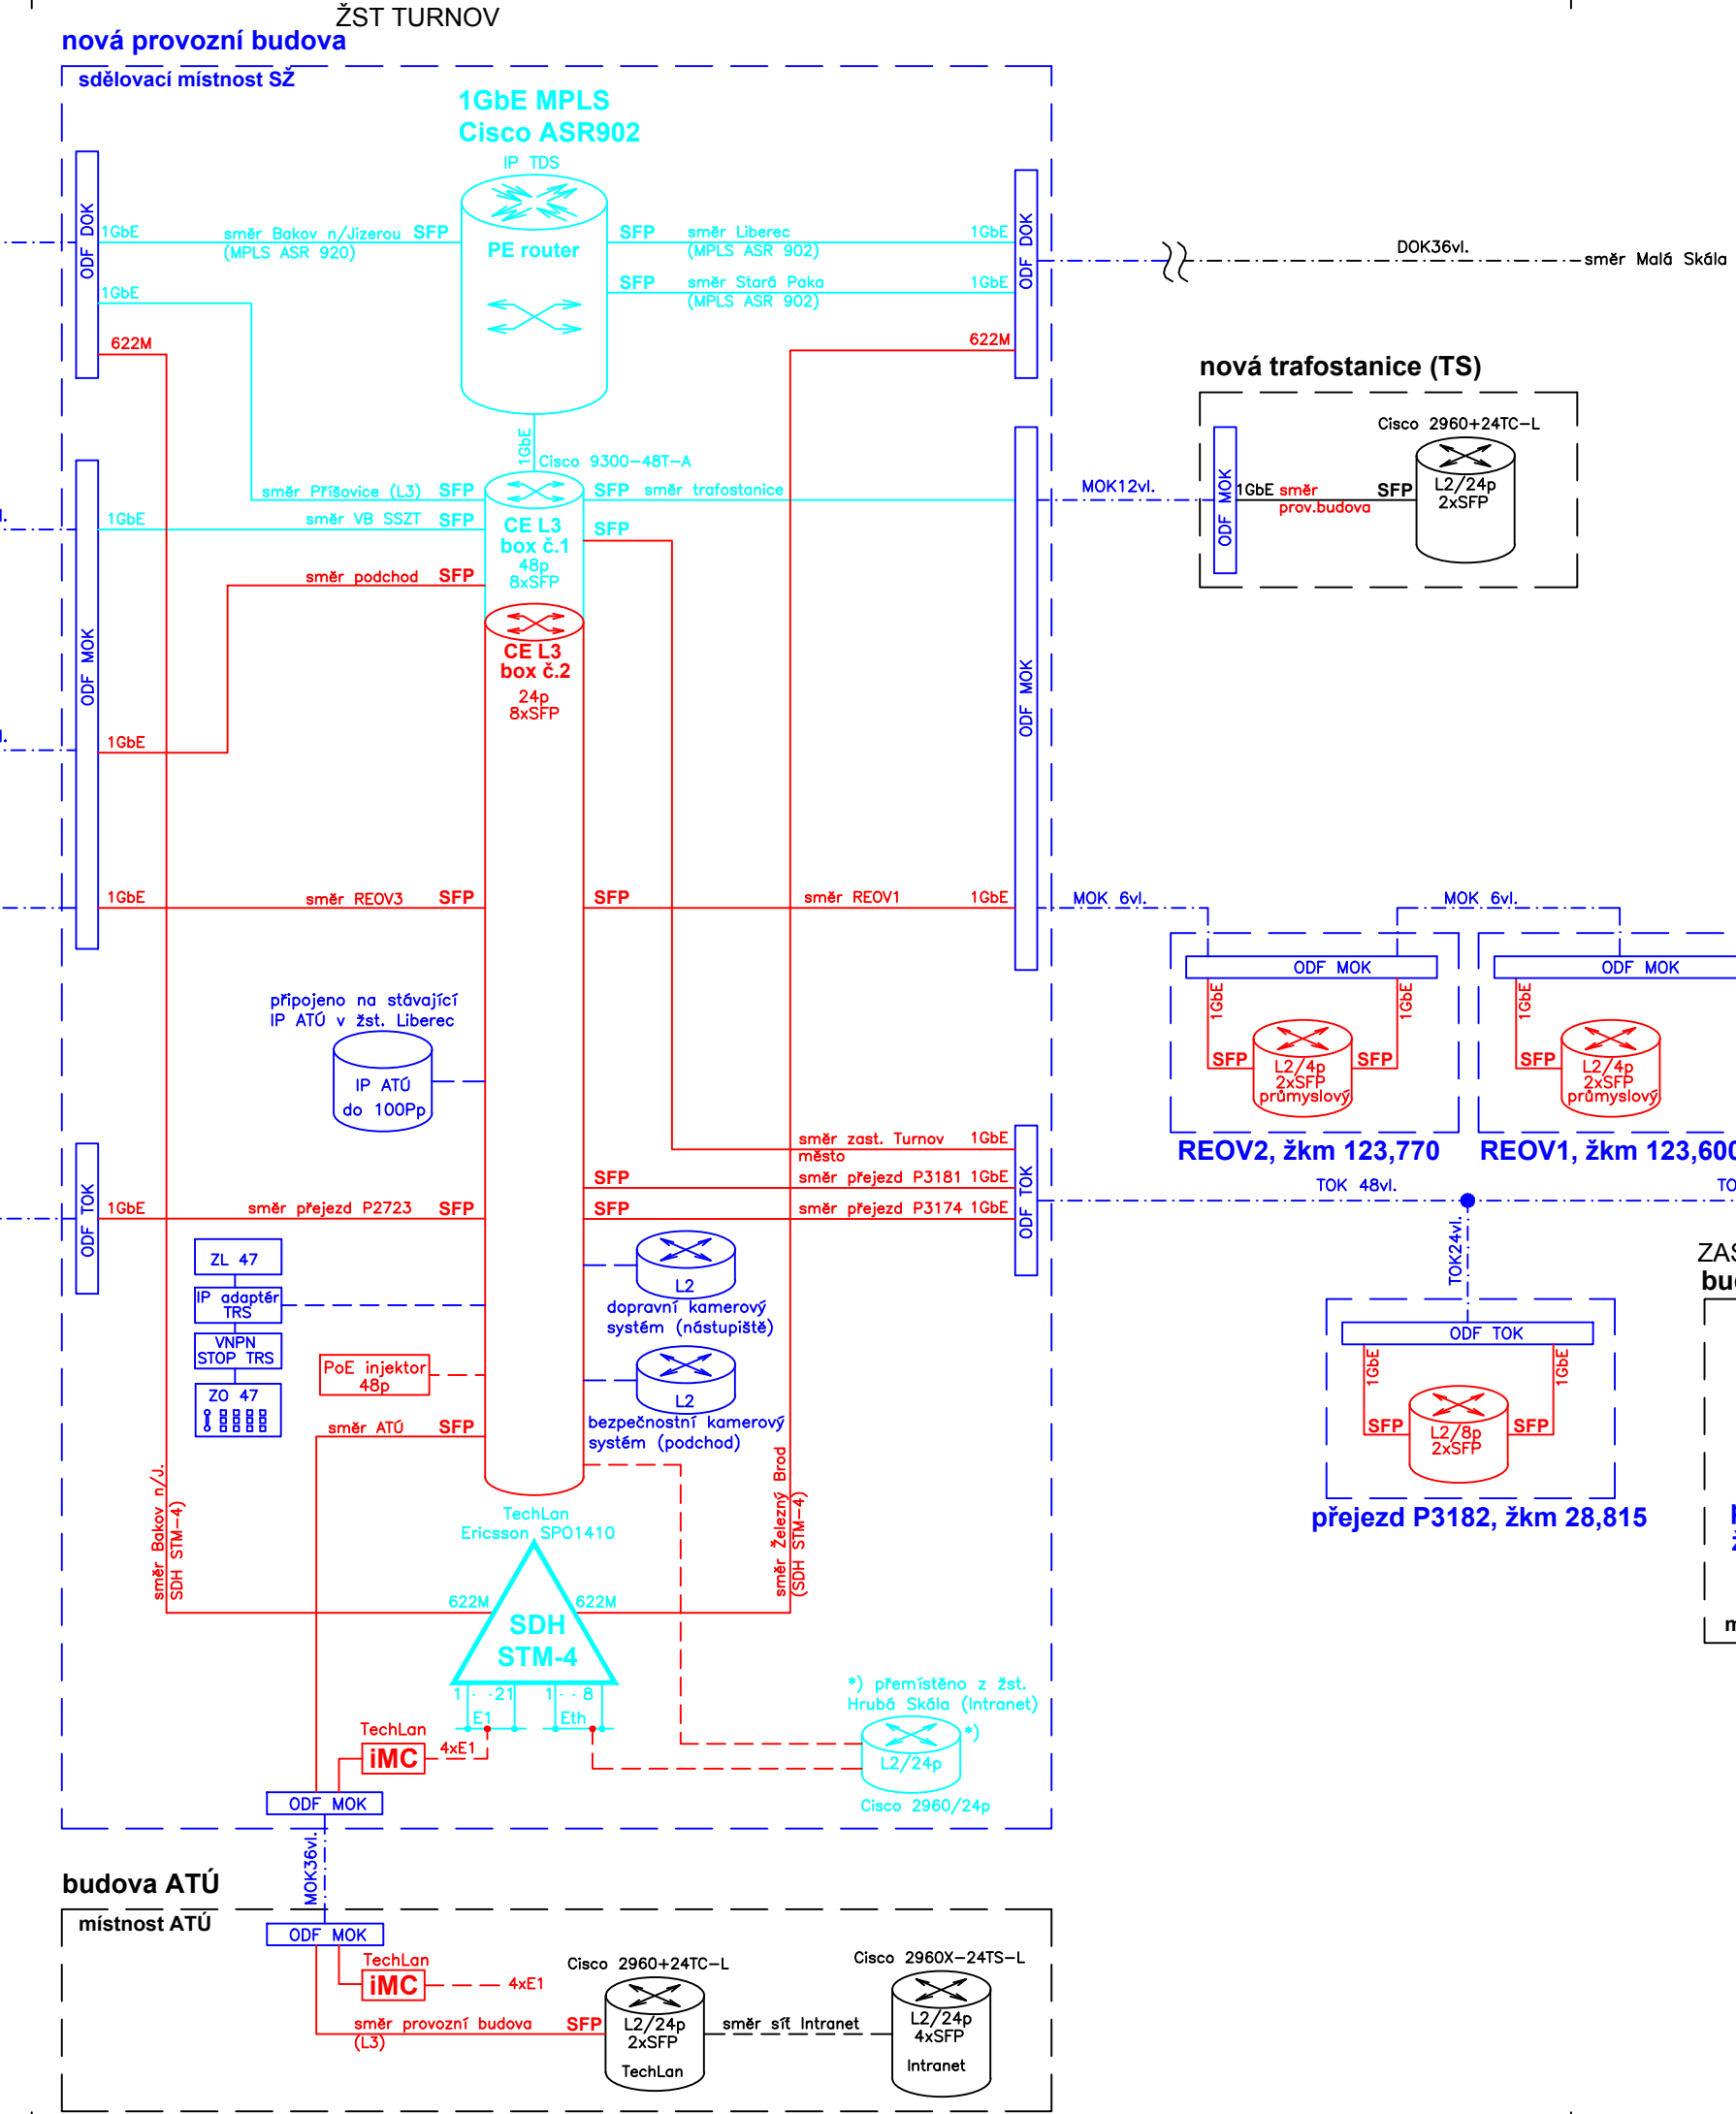 ŽST TURNOV
nová provozní budova
sdělovací místnost SŽ
1GbE MPLS
Cisco ASR902
IP TDS
PE router
ODF DOK
1GbE
směr Bakov n/Jizerou SFP
(MPLS ASR 920)
1GbE
622M
SFP směr Liberec 1GbE
(MPLS ASR 902)
SFP směr Stará Paka 1GbE
(MPLS ASR 902)
622M
ODF DOK
DOK36vl.
směr Malá Skála
nová trafostanice (TS)
Cisco 2960+24TC-L
L2/24p
2xSFP
ODF MOK
1GbE směr SFP
prov.budova
MOK12vl.
1GbE
Cisco 9300-48T-A
směr Příšovice (L3) SFP
SFP směr trafostanice
1GbE směr VB SSZT SFP
SFP
CE L3
box č.1
48p
8xSFP
směr podchod SFP
CE L3
box č.2
24p
8xSFP
ODF MOK
ODF MOK
1GbE
1GbE směr REOV3 SFP
SFP směr REOV1 1GbE
MOK 6vl.
MOK 6vl.
ODF MOK
1GbE
1GbE
SFP
SFP
L2/4p
2xSFP
průmyslový
REOV2, žkm 123,770
ODF MOK
1GbE
SFP
L2/4p
2xSFP
průmyslový
REOV1, žkm 123,600
připojeno na stávající
IP ATÚ v žst. Liberec
IP ATÚ
do 100Pp
směr zast. Turnov 1GbE
město
SFP směr přejezd P3181 1GbE
SFP směr přejezd P3174 1GbE
ODF TOK
ODF TOK
1GbE směr přejezd P2723 SFP
TOK 48vl.
TOK24vl.
ODF TOK
1GbE
1GbE
SFP
SFP
L2/8p
2xSFP
přejezd P3182, žkm 28,815
ZL 47
IP adaptér
TRS
VNPN
STOP TRS
ZO 47
PoE injektor
48p
L2
dopravní kamerový
systém (nástupiště)
L2
bezpečnostní kamerový
systém (podchod)
směr ATÚ SFP
směr Bakov n/J.
SDH STM-4)
směr Železný Brod
(SDH STM-4)
TechLan
Ericsson SPO1410
622M
622M
SDH
STM-4
1 · · 21
1 · · 8
E1
Eth
TechLan
iMC
4xE1
*) přemístěno z žst.
Hrubá Skála (Intranet)
*)
L2/24p
Cisco 2960/24p
ODF MOK
MOK36vl.
budova ATÚ
místnost ATÚ
ODF MOK
TechLan
iMC
4xE1
směr provozní budova SFP
(L3)
Cisco 2960+24TC-L
L2/24p
2xSFP
TechLan
směr síť Intranet
Cisco 2960X-24TS-L
L2/24p
4xSFP
Intranet